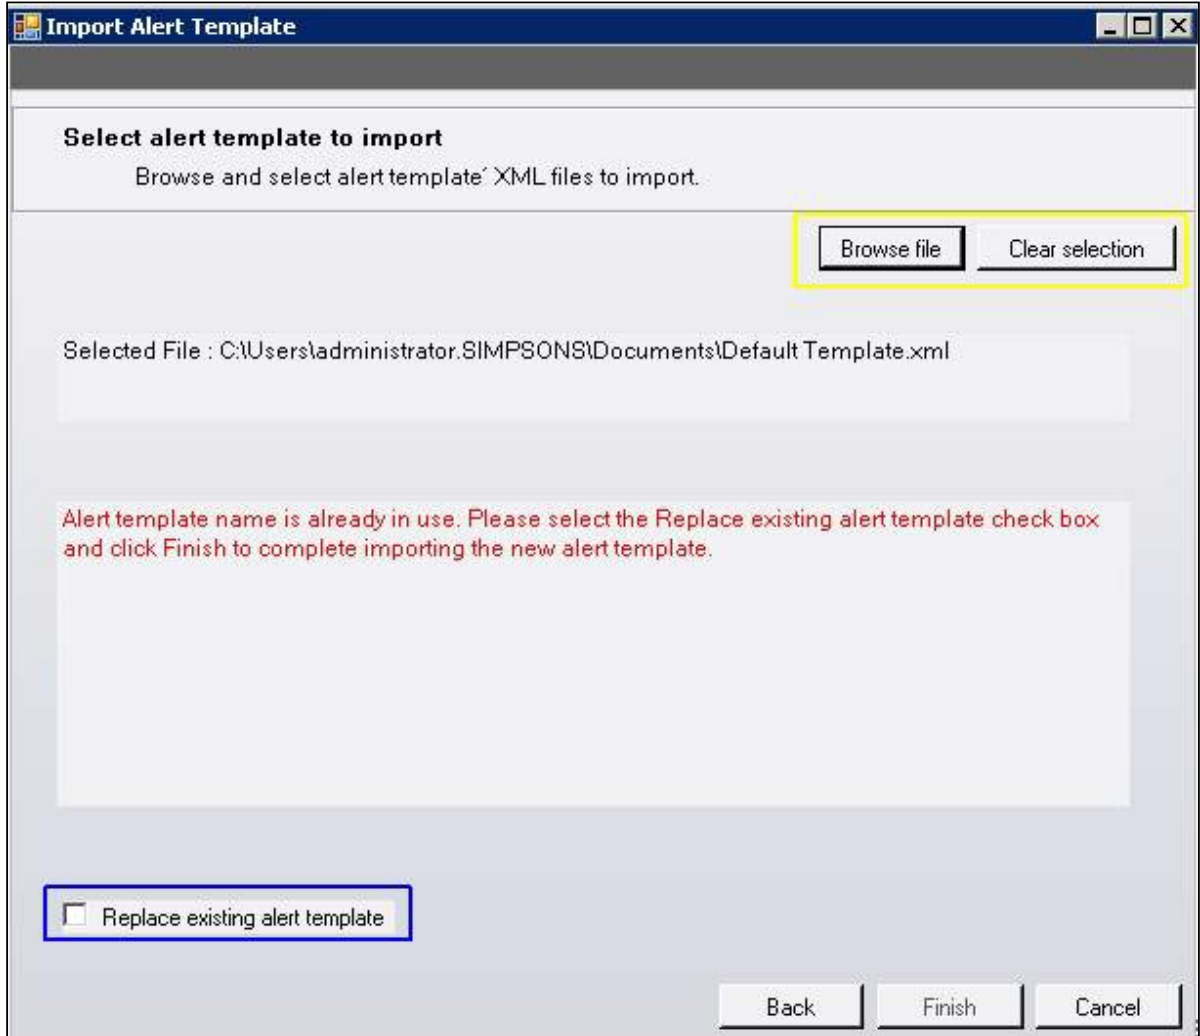 Import Alert Template
Select alert template to import
Browse and select alert template´ XML files to import.
Browse file
Clear selection
Selected File : C:\Users\administrator.SIMPSONS\Documents\Default Template.xml
Alert template name is already in use. Please select the Replace existing alert template check box
and click Finish to complete importing the new alert template.
Replace existing alert template
Back
Finish
Cancel